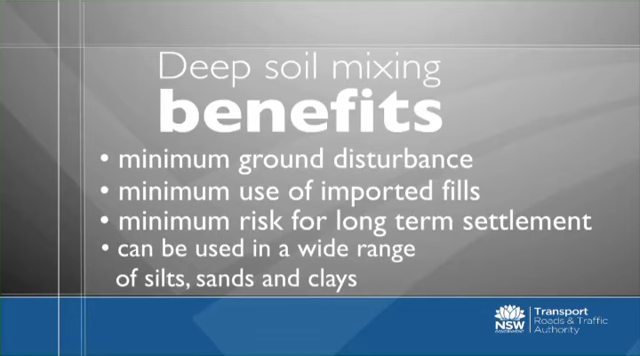 Deep soil mixing
benefits
• minimum ground disturbance
• minimum use of imported fills
• minimum risk for long term settlement
• can be used in a wide range
of silts, sands and clays
NSW
GOVERNMENT
Transport
Roads & Traffic
Authority